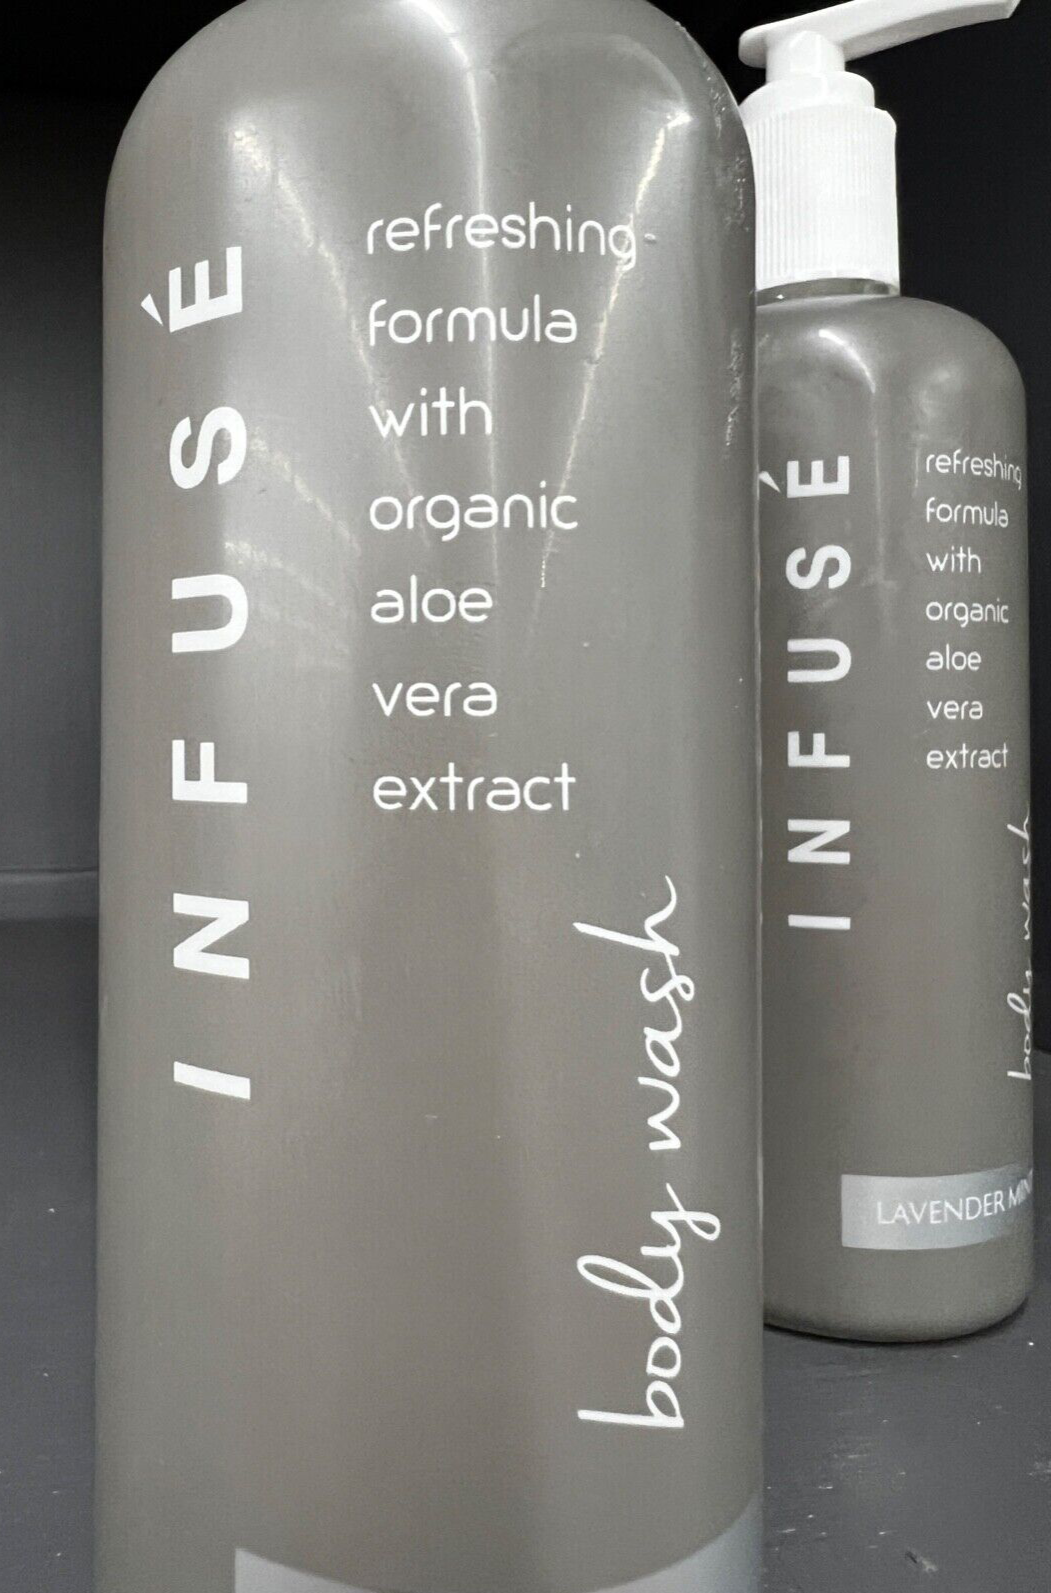 INFUSÉ
refreshing
formula
with
organic
aloe
vera
extract
body wash
INFUSÉ
refreshing
formula
with
organic
aloe
vera
extract
body wash
LAVENDER MINT